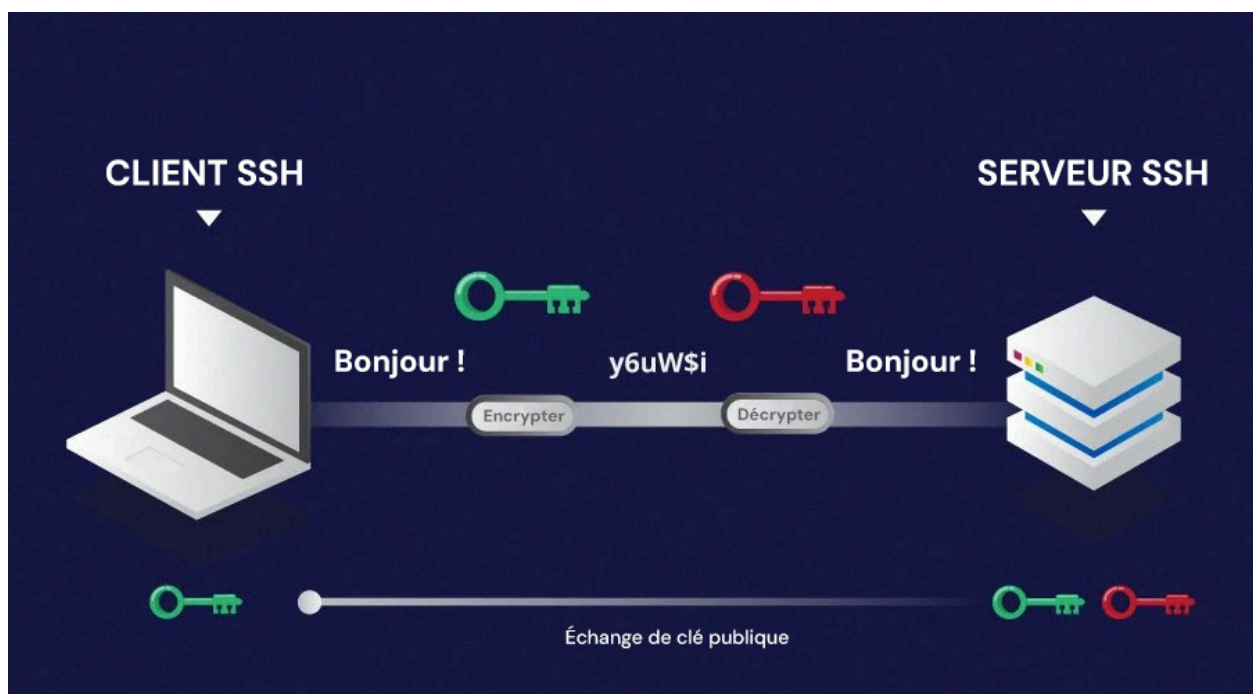 CLIENT SSH
SERVEUR SSH
Bonjour !
y6uW$i
Bonjour !
Encrypter
Décrypter
Échange de clé publique